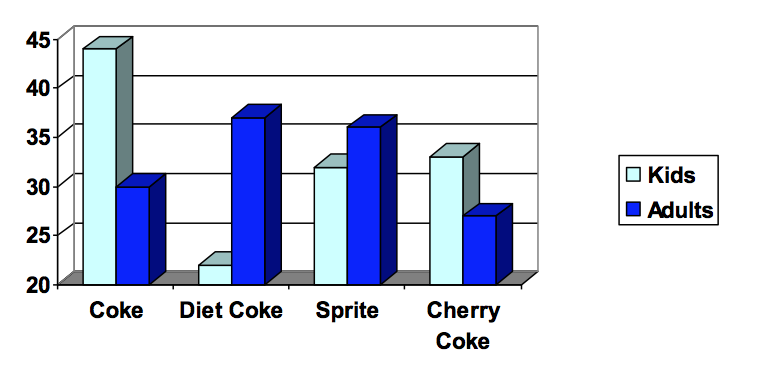 45
40
35
30
25
20
Coke
Diet Coke
Sprite
Cherry
Coke
Kids
Adults